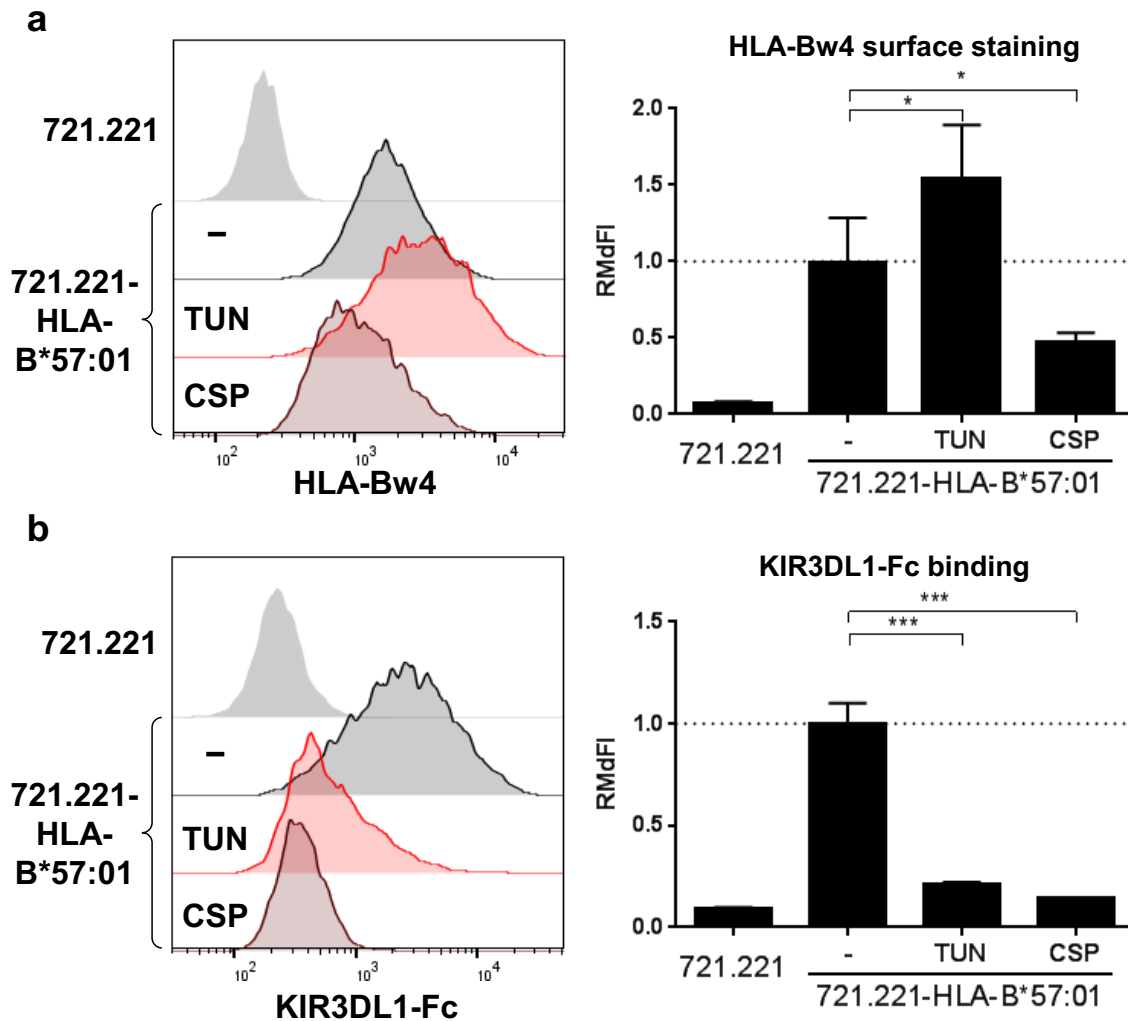 a
721.221
–
721.221-
HLA-
B*57:01
TUN
CSP
10² 10³ 10⁴
HLA-Bw4
HLA-Bw4 surface staining
*
*
RMdFI
2.0
1.5
1.0
0.5
0.0
721.221 - TUN CSP
721.221-HLA-B*57:01
b
721.221
–
721.221-
HLA-
B*57:01
TUN
CSP
10² 10³ 10⁴
KIR3DL1-Fc
KIR3DL1-Fc binding
***
***
RMdFI
1.5
1.0
0.5
0.0
721.221 - TUN CSP
721.221-HLA-B*57:01